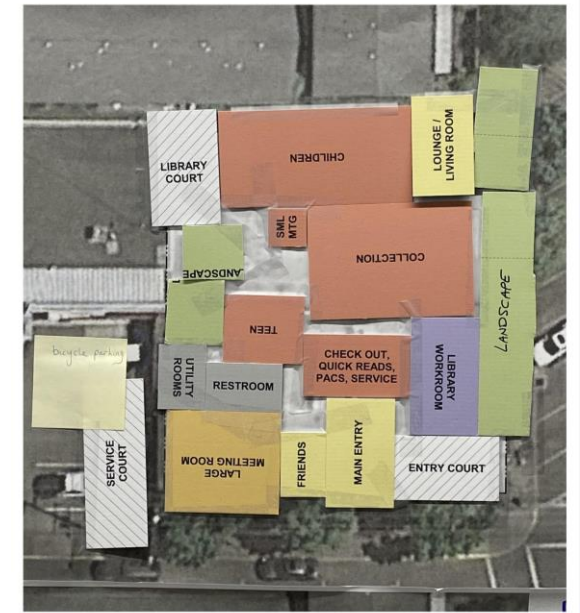 LIBRARY
COURT
CHILDREN
LOUNGE /
LIVING ROOM
SML
MTG
COLLECTION
LANDSCAPE
LANDSCAPE
TEEN
CHECK OUT,
QUICK READS,
PACS, SERVICE
LIBRARY
WORKROOM
bicycle parking
UTILITY
ROOMS
RESTROOM
SERVICE
COURT
LARGE
MEETING ROOM
FRIENDS
MAIN ENTRY
ENTRY COURT